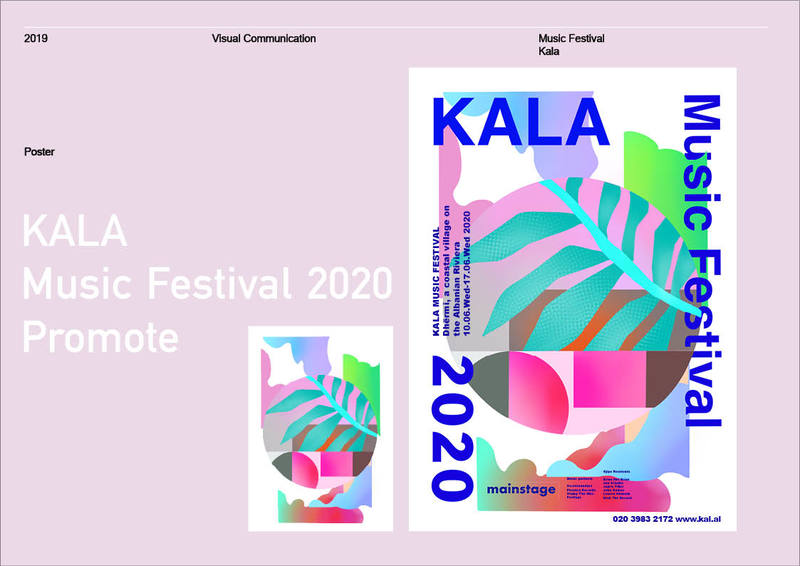 2019
Visual Communication
Music Festival
Kala
Poster
KALA
Music Festival 2020
Promote
KALA
Music Festival
KALA MUSIC FESTIVAL
Dhërmi, a coastal village on
the Albanian Riviera
10.06.Wed-17.06.Wed 2020
2020
mainstage
020 3983 2172 www.kal.al